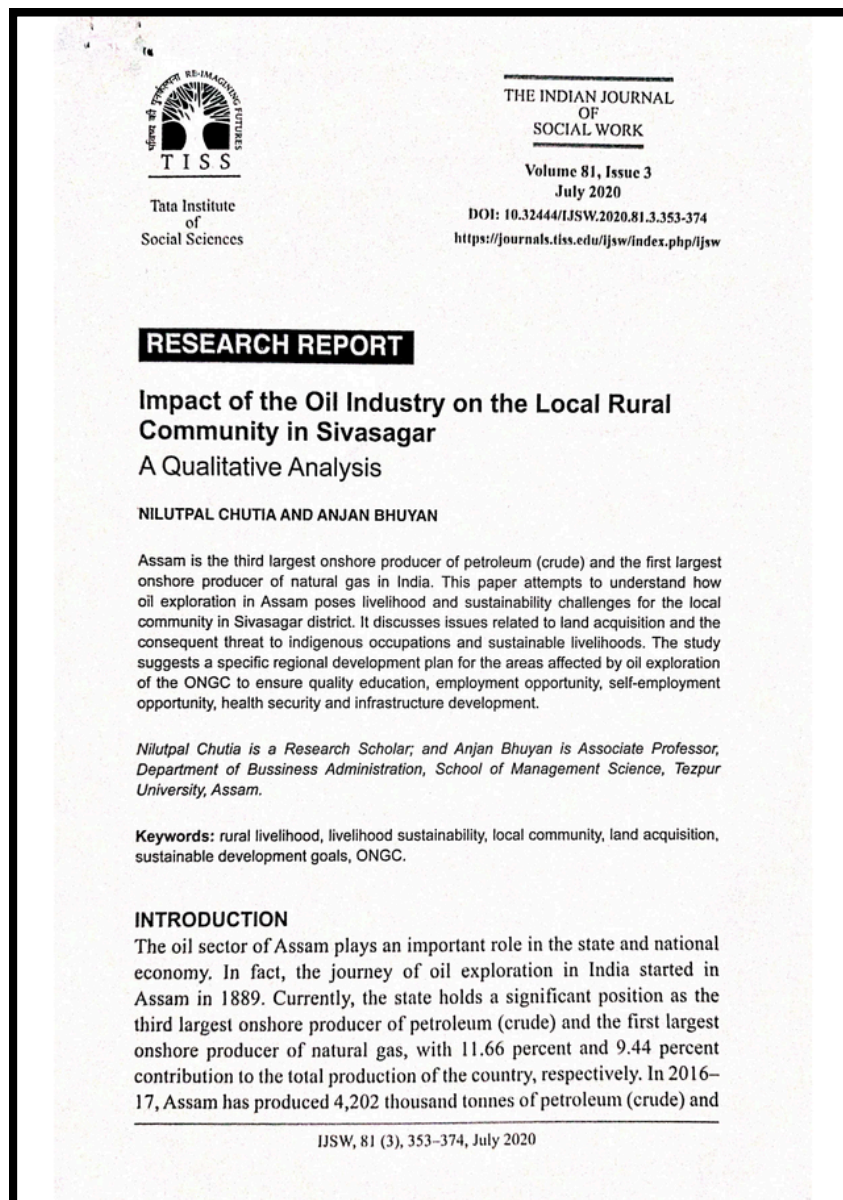 भविष्य की पुनर्कल्पना RE-IMAGINING FUTURES
TISS
Tata Institute
of
Social Sciences
THE INDIAN JOURNAL
OF
SOCIAL WORK
Volume 81, Issue 3
July 2020
DOI: 10.32444/IJSW.2020.81.3.353-374
https://journals.tiss.edu/ijsw/index.php/ijsw
RESEARCH REPORT
Impact of the Oil Industry on the Local Rural
Community in Sivasagar
A Qualitative Analysis
NILUTPAL CHUTIA AND ANJAN BHUYAN
Assam is the third largest onshore producer of petroleum (crude) and the first largest
onshore producer of natural gas in India. This paper attempts to understand how
oil exploration in Assam poses livelihood and sustainability challenges for the local
community in Sivasagar district. It discusses issues related to land acquisition and the
consequent threat to indigenous occupations and sustainable livelihoods. The study
suggests a specific regional development plan for the areas affected by oil exploration
of the ONGC to ensure quality education, employment opportunity, self-employment
opportunity, health security and infrastructure development.
Nilutpal Chutia is a Research Scholar; and Anjan Bhuyan is Associate Professor,
Department of Bussiness Administration, School of Management Science, Tezpur
University, Assam.
Keywords: rural livelihood, livelihood sustainability, local community, land acquisition,
sustainable development goals, ONGC.
INTRODUCTION
The oil sector of Assam plays an important role in the state and national
economy. In fact, the journey of oil exploration in India started in
Assam in 1889. Currently, the state holds a significant position as the
third largest onshore producer of petroleum (crude) and the first largest
onshore producer of natural gas, with 11.66 percent and 9.44 percent
contribution to the total production of the country, respectively. In 2016–
17, Assam has produced 4,202 thousand tonnes of petroleum (crude) and
IJSW, 81 (3), 353–374, July 2020